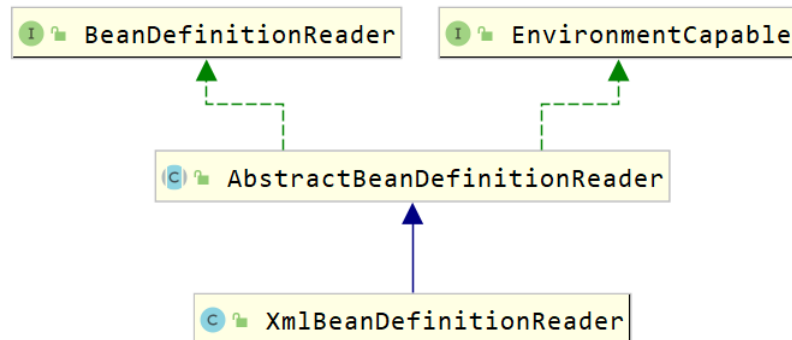 I BeanDefinitionReader
I EnvironmentCapable
C AbstractBeanDefinitionReader
C XmlBeanDefinitionReader